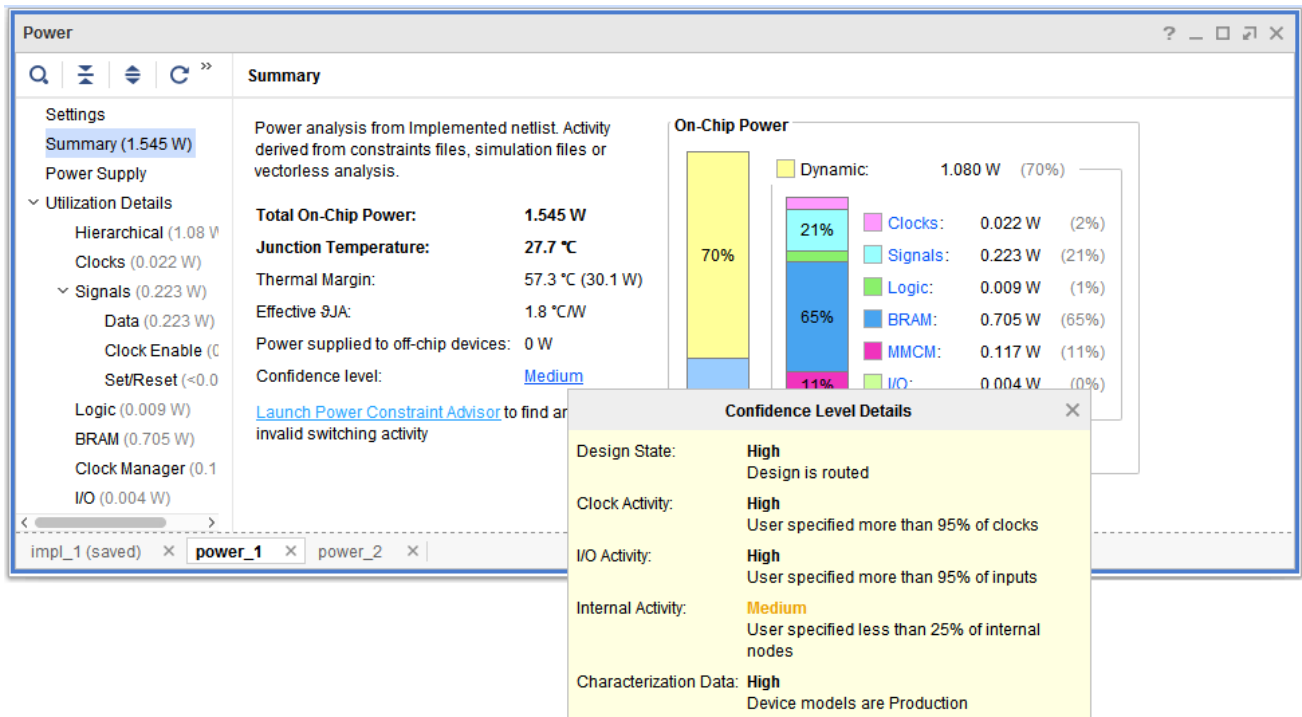 Power
Summary
Settings
Summary (1.545 W)
Power Supply
Utilization Details
Hierarchical (1.08 W
Clocks (0.022 W)
Signals (0.223 W)
Data (0.223 W)
Clock Enable (0
Set/Reset (<0.0
Logic (0.009 W)
BRAM (0.705 W)
Clock Manager (0.1
I/O (0.004 W)
Power analysis from Implemented netlist. Activity
derived from constraints files, simulation files or
vectorless analysis.
Total On-Chip Power: 1.545 W
Junction Temperature: 27.7 °C
Thermal Margin: 57.3 °C (30.1 W)
Effective ϑJA: 1.8 °C/W
Power supplied to off-chip devices: 0 W
Confidence level: Medium
Launch Power Constraint Advisor to find an
invalid switching activity
On-Chip Power
70%
Dynamic: 1.080 W (70%)
21%
65%
11%
Clocks: 0.022 W (2%)
Signals: 0.223 W (21%)
Logic: 0.009 W (1%)
BRAM: 0.705 W (65%)
MMCM: 0.117 W (11%)
I/O: 0.004 W (0%)
Confidence Level Details
Design State: High
Design is routed
Clock Activity: High
User specified more than 95% of clocks
I/O Activity: High
User specified more than 95% of inputs
Internal Activity: Medium
User specified less than 25% of internal
nodes
Characterization Data: High
Device models are Production
impl_1 (saved)
power_1
power_2